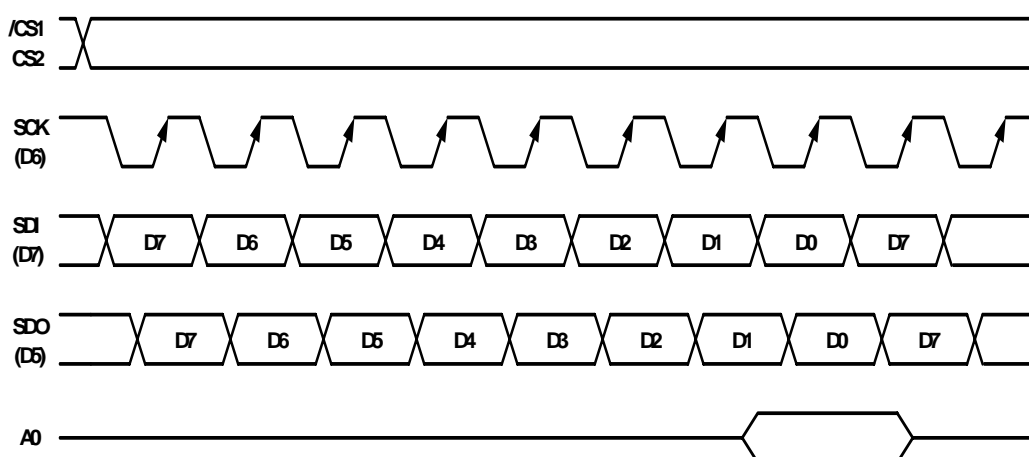 /CS1
CS2
SCK
(D6)
SDI
(D7)
D7 D6 D5 D4 D3 D2 D1 D0 D7
SDO
(D5)
D7 D6 D5 D4 D3 D2 D1 D0 D7
A0